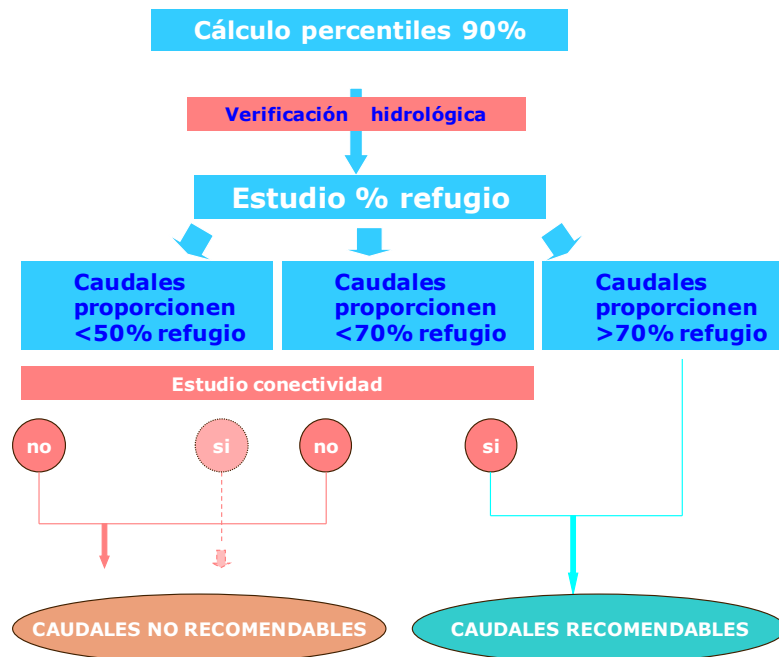 Cálculo percentiles 90%
Verificación hidrológica
Estudio % refugio
Caudales
proporcionen
<50% refugio
Caudales
proporcionen
<70% refugio
Caudales
proporcionen
>70% refugio
Estudio conectividad
no
si
no
si
CAUDALES NO RECOMENDABLES
CAUDALES RECOMENDABLES